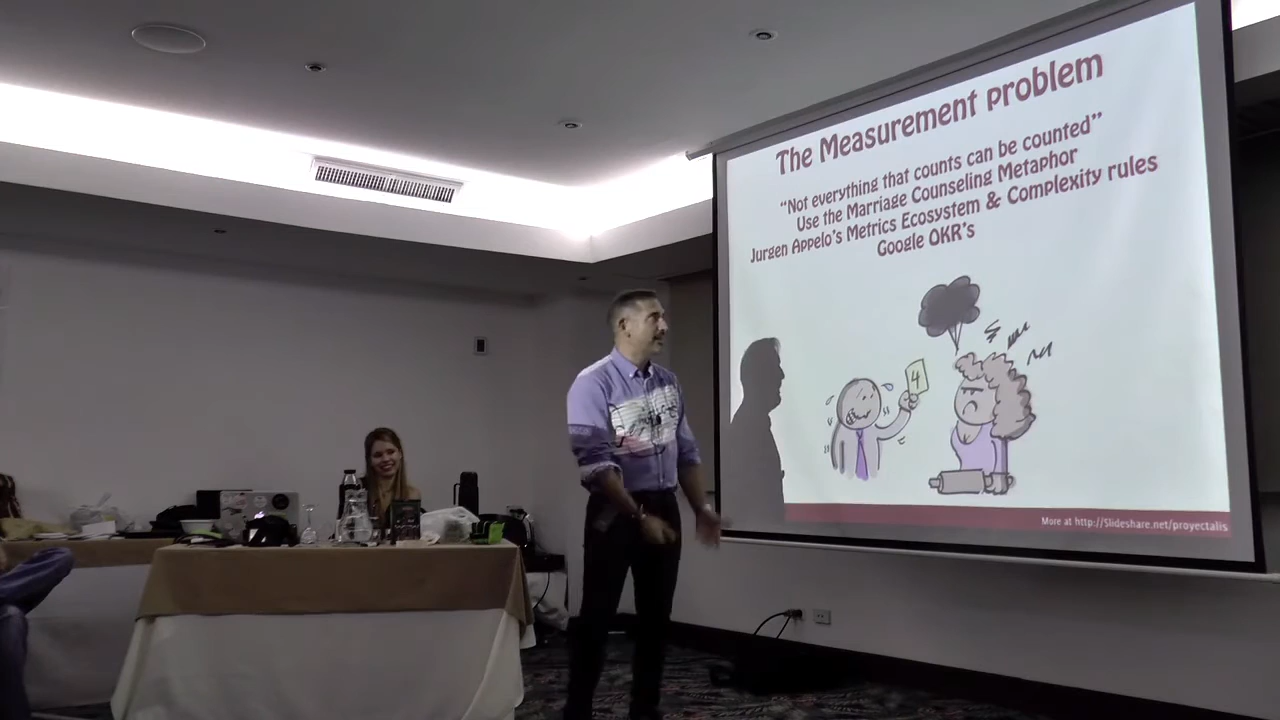 The Measurement problem
“Not everything that counts can be counted”
Use the Marriage Counseling Metaphor
Jurgen Appelo’s Metrics Ecosystem & Complexity rules
Google OKR’s
4
More at http://Slideshare.net/proyectalis